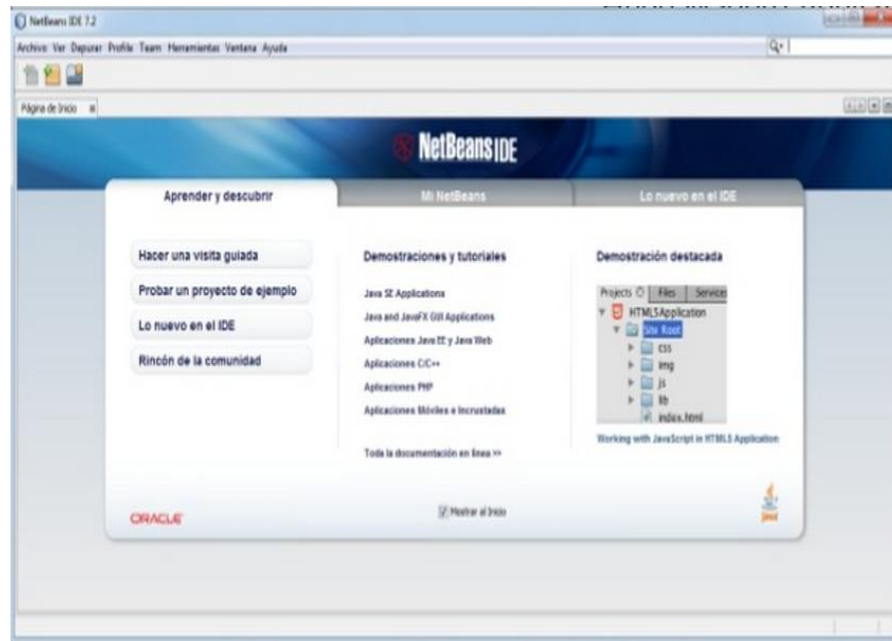 NetBeans IDE 7.2
Archivo Ver Depurar Profile Team Herramientas Ventana Ayuda
Página de Inicio
NetBeans IDE
Aprender y descubrir
Mi NetBeans
Lo nuevo en el IDE
Hacer una visita guiada
Probar un proyecto de ejemplo
Lo nuevo en el IDE
Rincón de la comunidad
Demostraciones y tutoriales
Java SE Applications
Java and JavaFX GUI Applications
Aplicaciones Java EE y Java Web
Aplicaciones C/C++
Aplicaciones PHP
Aplicaciones Móviles e Incrustadas
Toda la documentación en línea >>
Demostración destacada
Projects Files Services
HTML5Application
Site Root
css
img
js
lib
index.html
Working with JavaScript in HTML5 Application
ORACLE
Mostrar al Inicio
Java